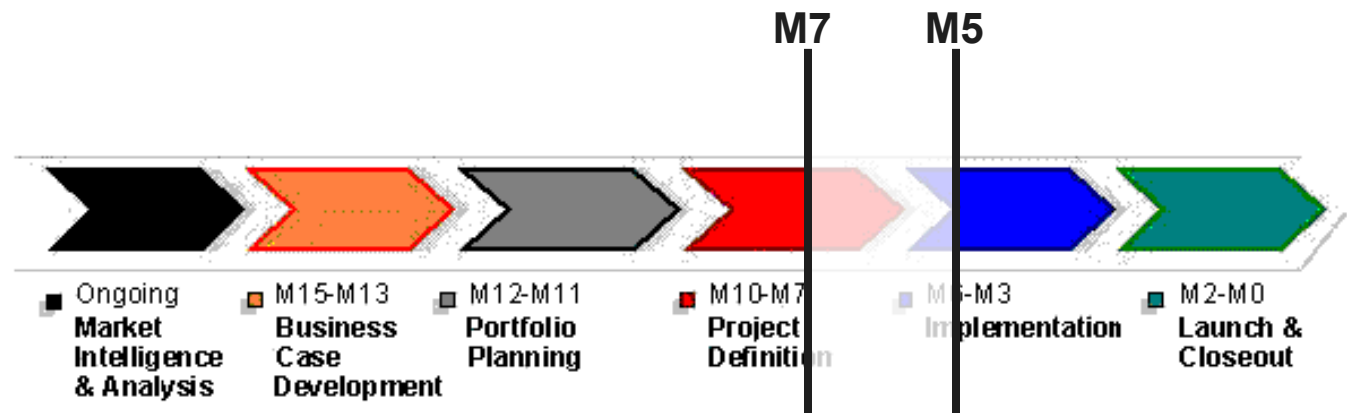 M7 M5
Ongoing
Market
Intelligence
& Analysis
M15-M13
Business
Case
Development
M12-M11
Portfolio
Planning
M10-M7
Project
Definition
M6-M3
Implementation
M2-M0
Launch &
Closeout